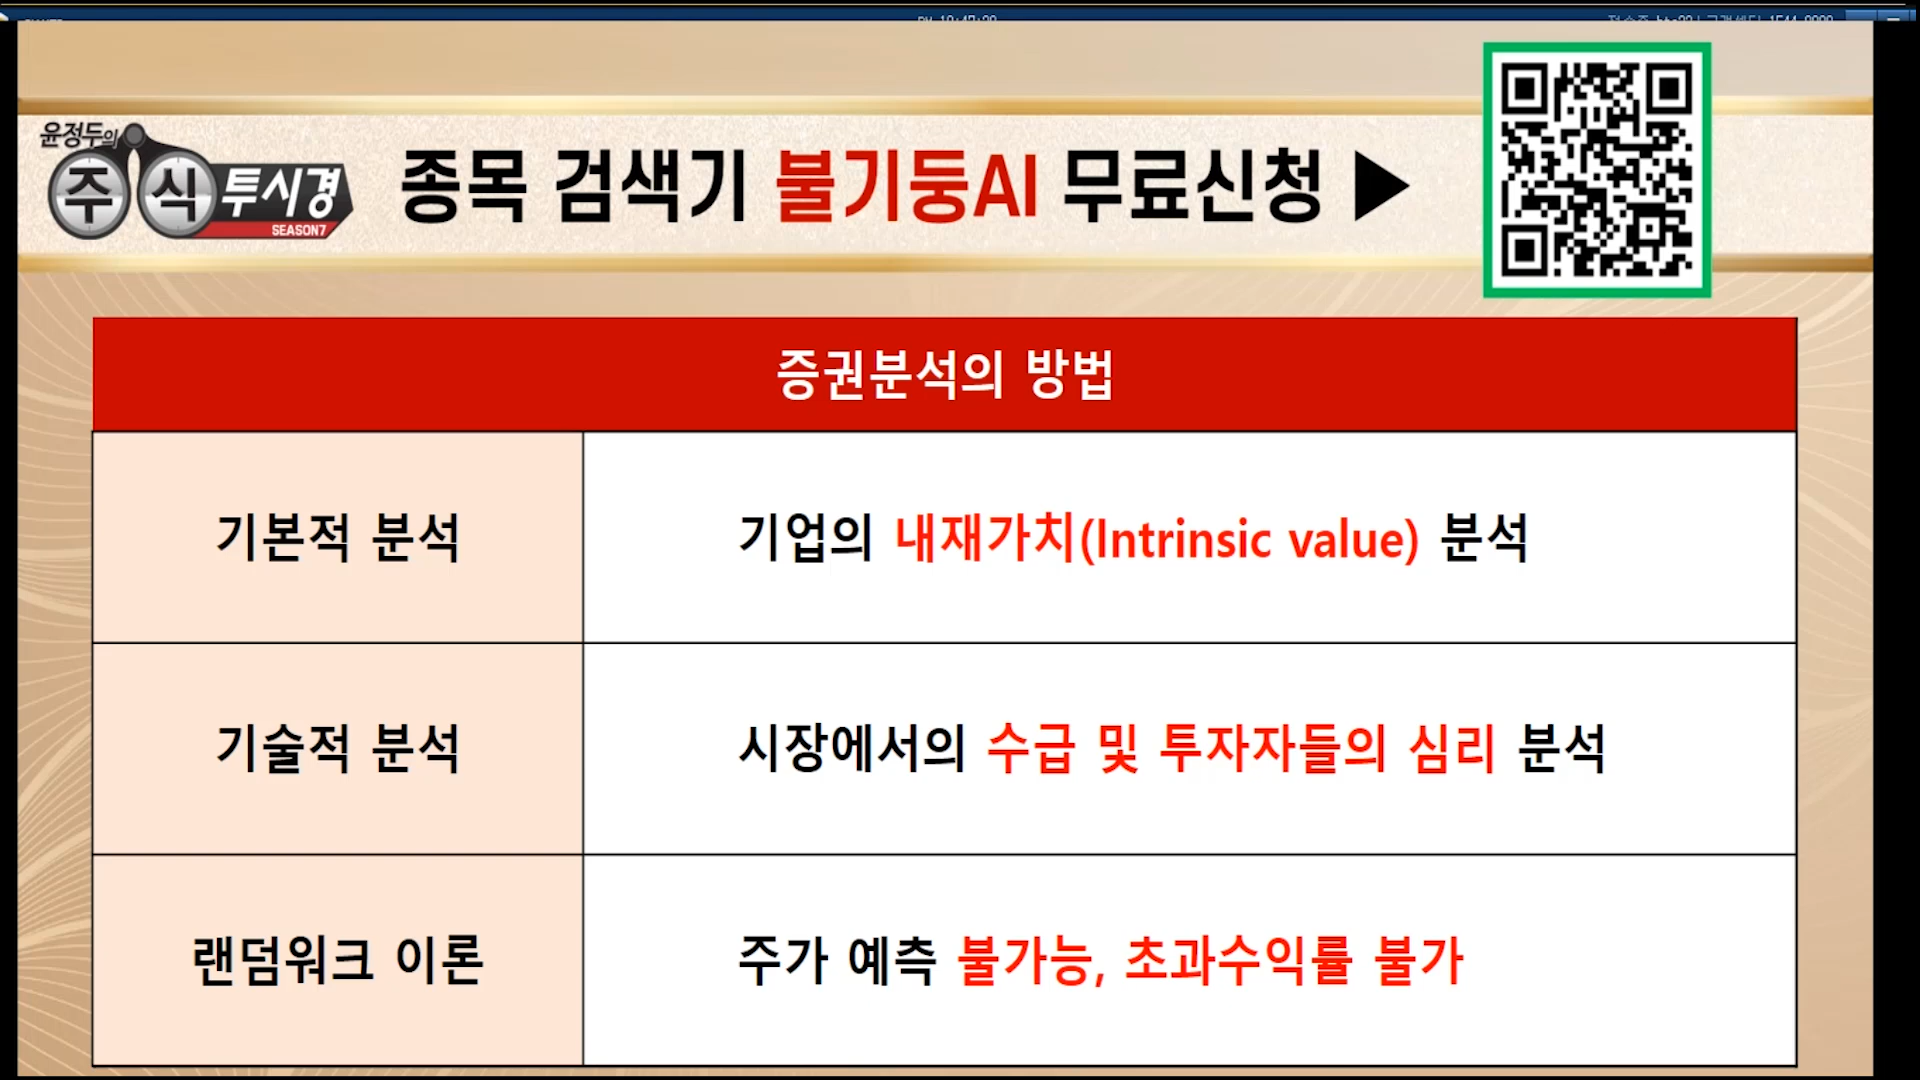 윤정두의
주식투시경
SEASON7
종목 검색기 불기둥AI 무료신청 ▶
증권분석의 방법
기본적 분석
기업의 내재가치(Intrinsic value) 분석
기술적 분석
시장에서의 수급 및 투자자들의 심리 분석
랜덤워크 이론
주가 예측 불가능, 초과수익률 불가